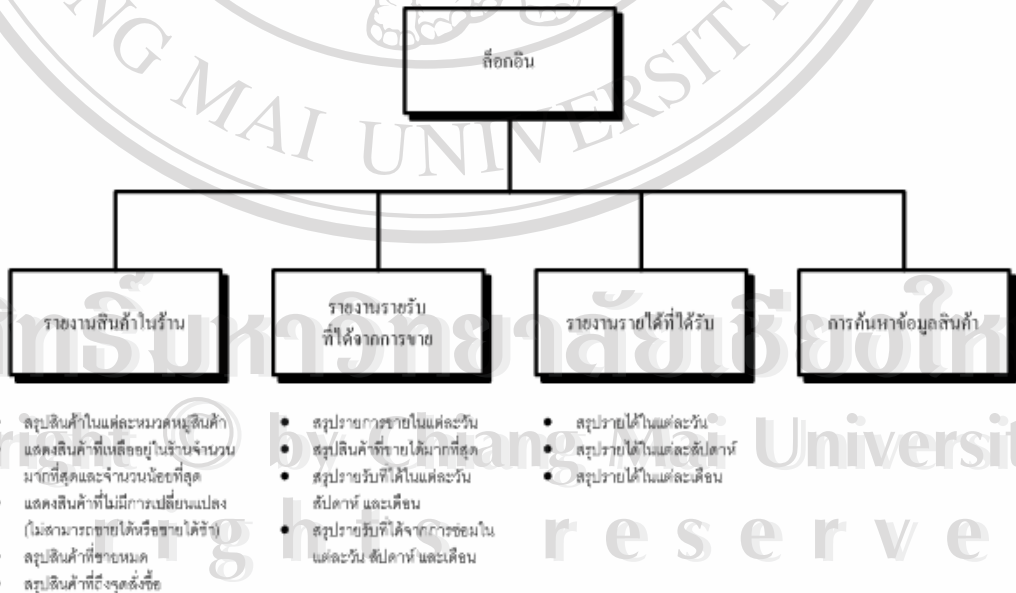 ล็อกอิน
รายงานสินค้าในร้าน
รายงานรายรับ
ที่ได้จากการขาย
รายงานรายได้ที่ได้รับ
การค้นหาข้อมูลสินค้า
สรุปสินค้าในแต่ละหมวดหมู่สินค้า
แสดงสินค้าที่เหลืออยู่ในร้านจำนวน
มากที่สุดและจำนวนน้อยที่สุด
แสดงสินค้าที่ไม่มีการเปลี่ยนแปลง
(ไม่สามารถขายได้หรือขายได้ช้า)
สรุปสินค้าที่ขายหมด
สรุปสินค้าที่ถึงจุดสั่งซื้อ
• สรุปรายการขายในแต่ละวัน
• สรุปสินค้าที่ขายได้มากที่สุด
• สรุปรายรับที่ได้ในแต่ละวัน
สัปดาห์ และเดือน
• สรุปรายรับที่ได้จากการซ่อมใน
แต่ละวัน สัปดาห์ และเดือน
• สรุปรายได้ในแต่ละวัน
• สรุปรายได้ในแต่ละสัปดาห์
• สรุปรายได้ในแต่ละเดือน
NG MAI UNIVERSIT
ทธิ์มหาวิทยาลัยเชียงให
right © by Chiang Mai Universit
rights reserve